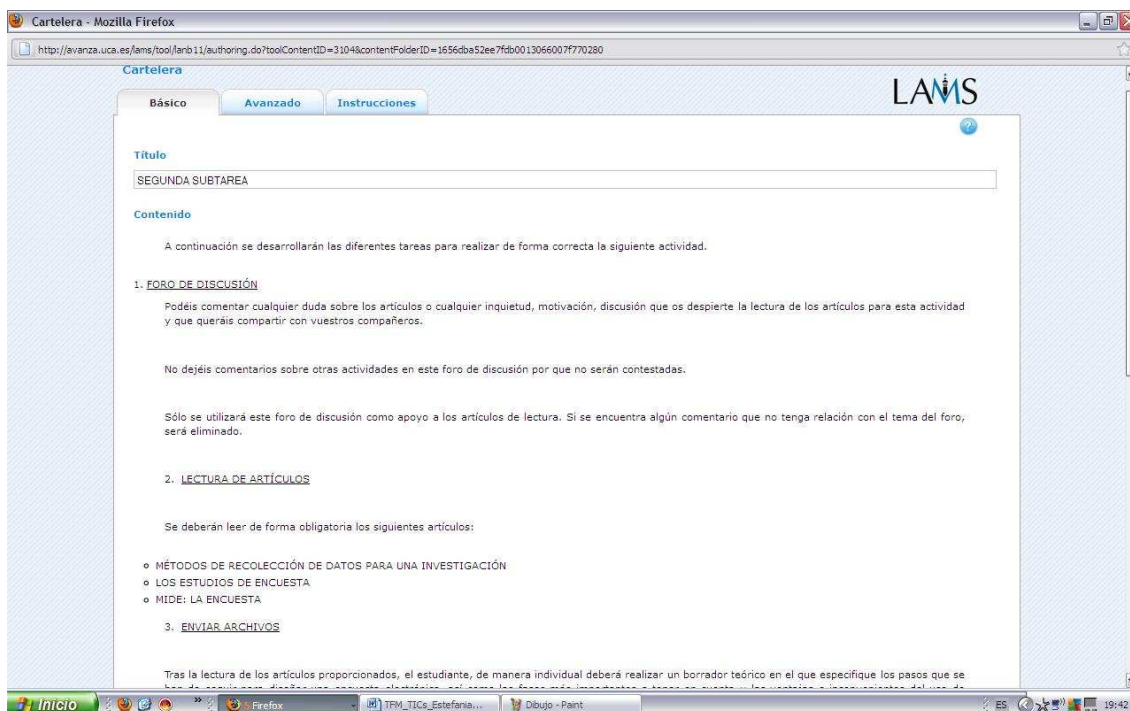 Cartelera - Mozilla Firefox
http://avanza.uca.es/lams/tool/lanb11/authoring.do?toolContentID=3104&contentFolderID=1656dba52ee7fdb0013066007f770280
Cartelera
LAMS
Básico Avanzado Instrucciones
?
Título
SEGUNDA SUBTAREA
Contenido
A continuación se desarrollarán las diferentes tareas para realizar de forma correcta la siguiente actividad.
1. FORO DE DISCUSIÓN
Podéis comentar cualquier duda sobre los artículos o cualquier inquietud, motivación, discusión que os despierte la lectura de los artículos para esta actividad
y que queráis compartir con vuestros compañeros.
No dejéis comentarios sobre otras actividades en este foro de discusión por que no serán contestadas.
Sólo se utilizará este foro de discusión como apoyo a los artículos de lectura. Si se encuentra algún comentario que no tenga relación con el tema del foro,
será eliminado.
2. LECTURA DE ARTÍCULOS
Se deberán leer de forma obligatoria los siguientes artículos:
MÉTODOS DE RECOLECCIÓN DE DATOS PARA UNA INVESTIGACIÓN
LOS ESTUDIOS DE ENCUESTA
MIDE: LA ENCUESTA
3. ENVIAR ARCHIVOS
Tras la lectura de los artículos proporcionados, el estudiante, de manera individual deberá realizar un borrador teórico en el que especifique los pasos que se
Inicio » 5 Firefox TFM_TICs_Estefania... Dibujo - Paint ES 19:42